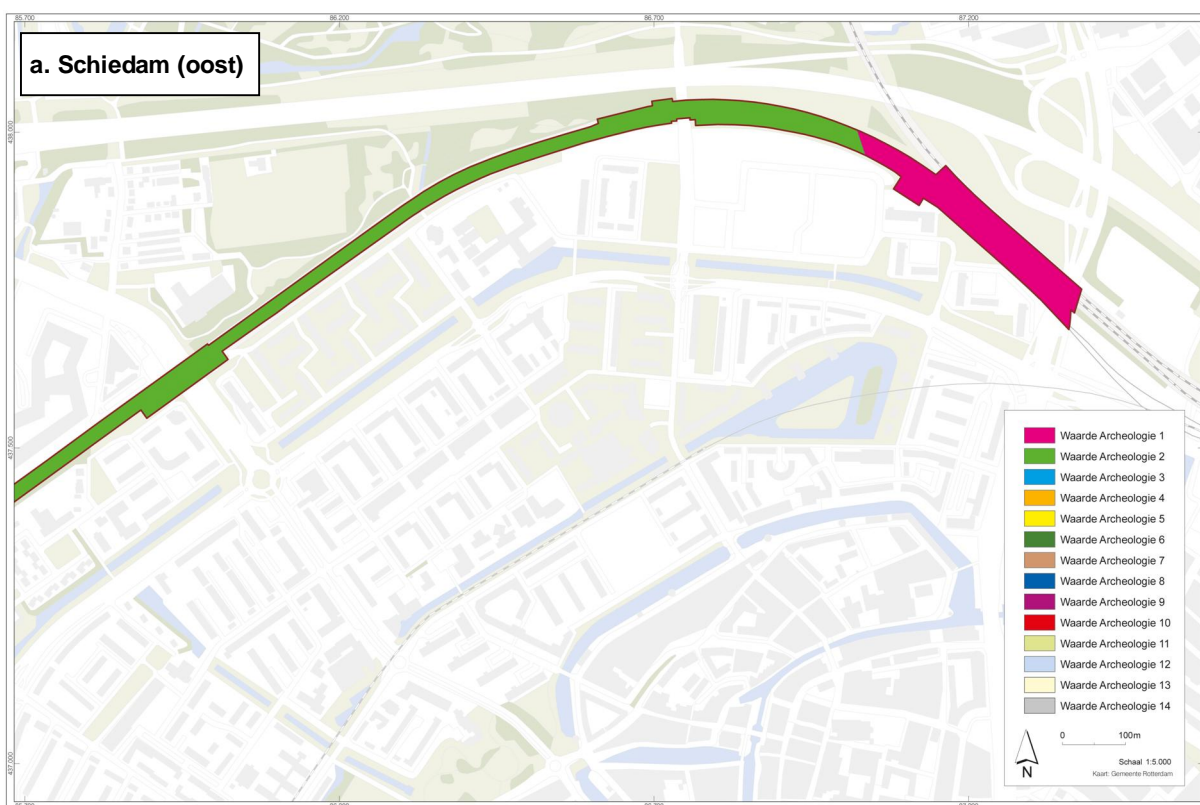 85.700
86.200
86.700
87.200
a. Schiedam (oost)
438.000
437.500
437.000
Waarde Archeologie 1
Waarde Archeologie 2
Waarde Archeologie 3
Waarde Archeologie 4
Waarde Archeologie 5
Waarde Archeologie 6
Waarde Archeologie 7
Waarde Archeologie 8
Waarde Archeologie 9
Waarde Archeologie 10
Waarde Archeologie 11
Waarde Archeologie 12
Waarde Archeologie 13
Waarde Archeologie 14
0 100m
N
Schaal 1:5.000
Kaart: Gemeente Rotterdam